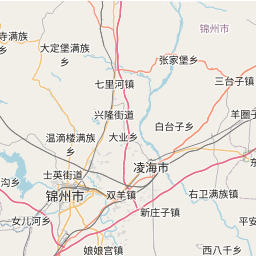 锦州市
寺满族
乡
大定堡满族
乡
张家堡乡
七里河镇
三台子镇
兴隆街道
羊圈子
镇
白台子乡
大业乡
温滴楼满族
乡
东
凌海市
士英街道
沟乡
锦州市
双羊镇
右卫满族镇
新庄子镇
女儿河乡
平安
娘娘宫镇
西八千乡